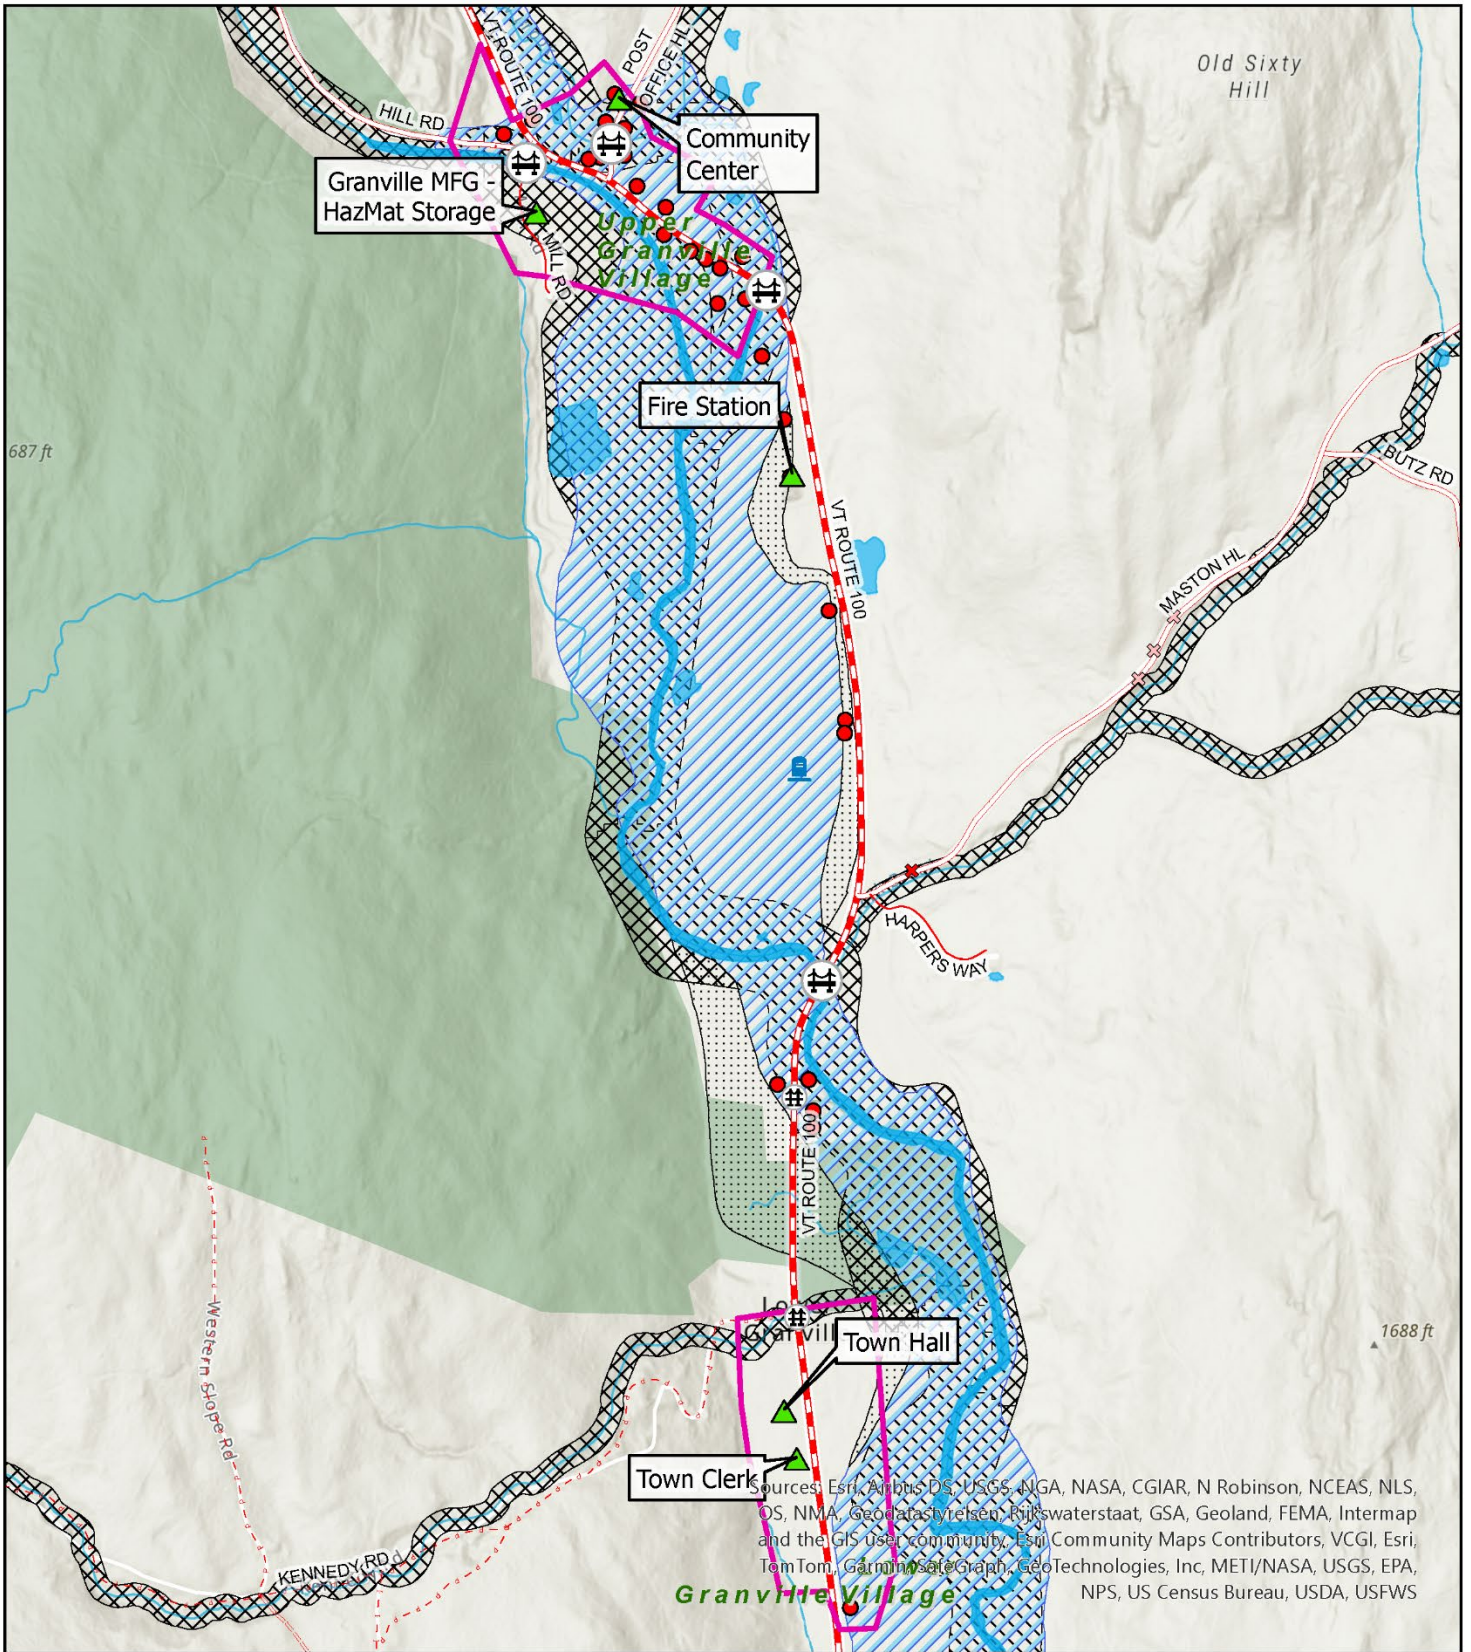 Old Sixty
Hill
VT ROUTE 100
POST
OFFICE HL
HILL RD
Community
Center
Granville MFG -
HazMat Storage
Upper
Granville
Village
MILL RD
Fire Station
687 ft
BUTZ RD
VT ROUTE 100
MASTON HL
HARPERS WAY
VT ROUTE 100
Granvill
Town Hall
1688 ft
Western Slope Rd
Town Clerk
Sources: Esri, Airbus DS, USGS, NGA, NASA, CGIAR, N Robinson, NCEAS, NLS,
OS, NMA, Geodatastyrelsen, Rijkswaterstaat, GSA, Geoland, FEMA, Intermap
and the GIS user community, Esri Community Maps Contributors, VCGI, Esri,
TomTom, Garmin, SafeGraph, GeoTechnologies, Inc, METI/NASA, USGS, EPA,
NPS, US Census Bureau, USDA, USFWS
KENNEDY RD
Granville Village